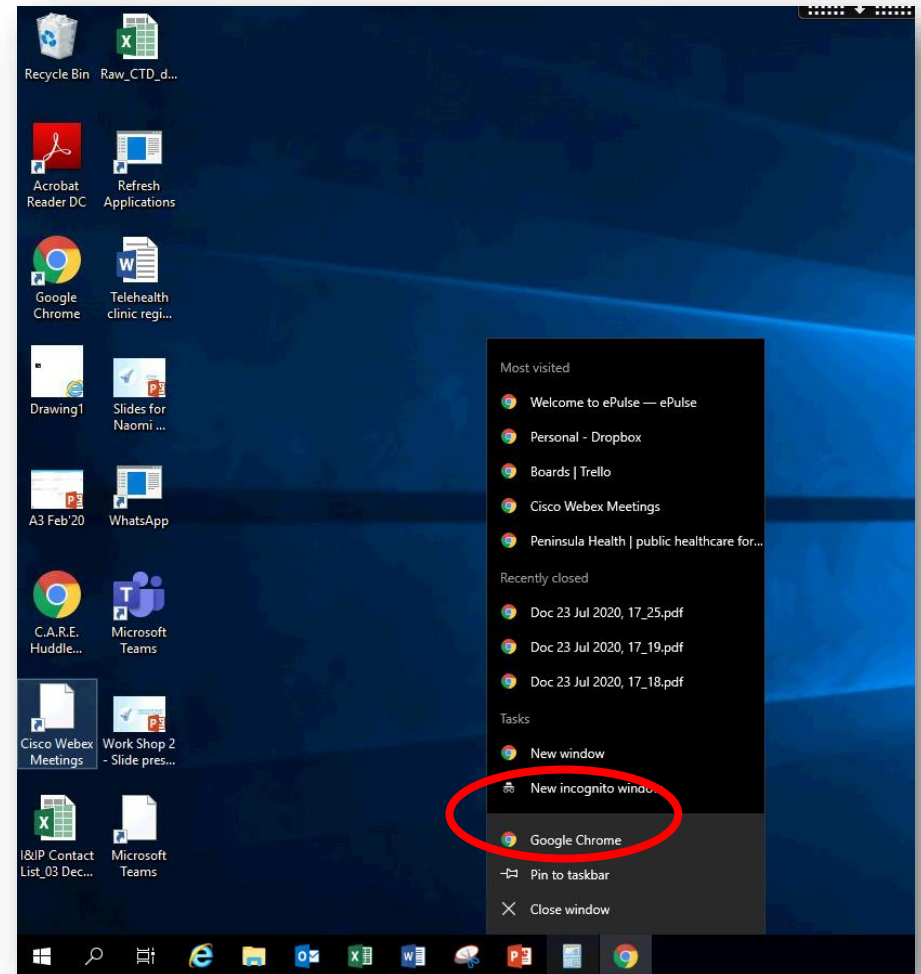 Recycle Bin
Raw_CTD_d...
Acrobat
Reader DC
Refresh
Applications
Google
Chrome
Telehealth
clinic regi...
Drawing1
Slides for
Naomi ...
A3 Feb'20
WhatsApp
C.A.R.E.
Huddle...
Microsoft
Teams
Cisco Webex
Meetings
Work Shop 2
- Slide pres...
I&IP Contact
List_03 Dec...
Microsoft
Teams
Most visited
Welcome to ePulse — ePulse
Personal - Dropbox
Boards | Trello
Cisco Webex Meetings
Peninsula Health | public healthcare for...
Recently closed
Doc 23 Jul 2020, 17_25.pdf
Doc 23 Jul 2020, 17_19.pdf
Doc 23 Jul 2020, 17_18.pdf
Tasks
New window
New incognito window
Google Chrome
Pin to taskbar
Close window